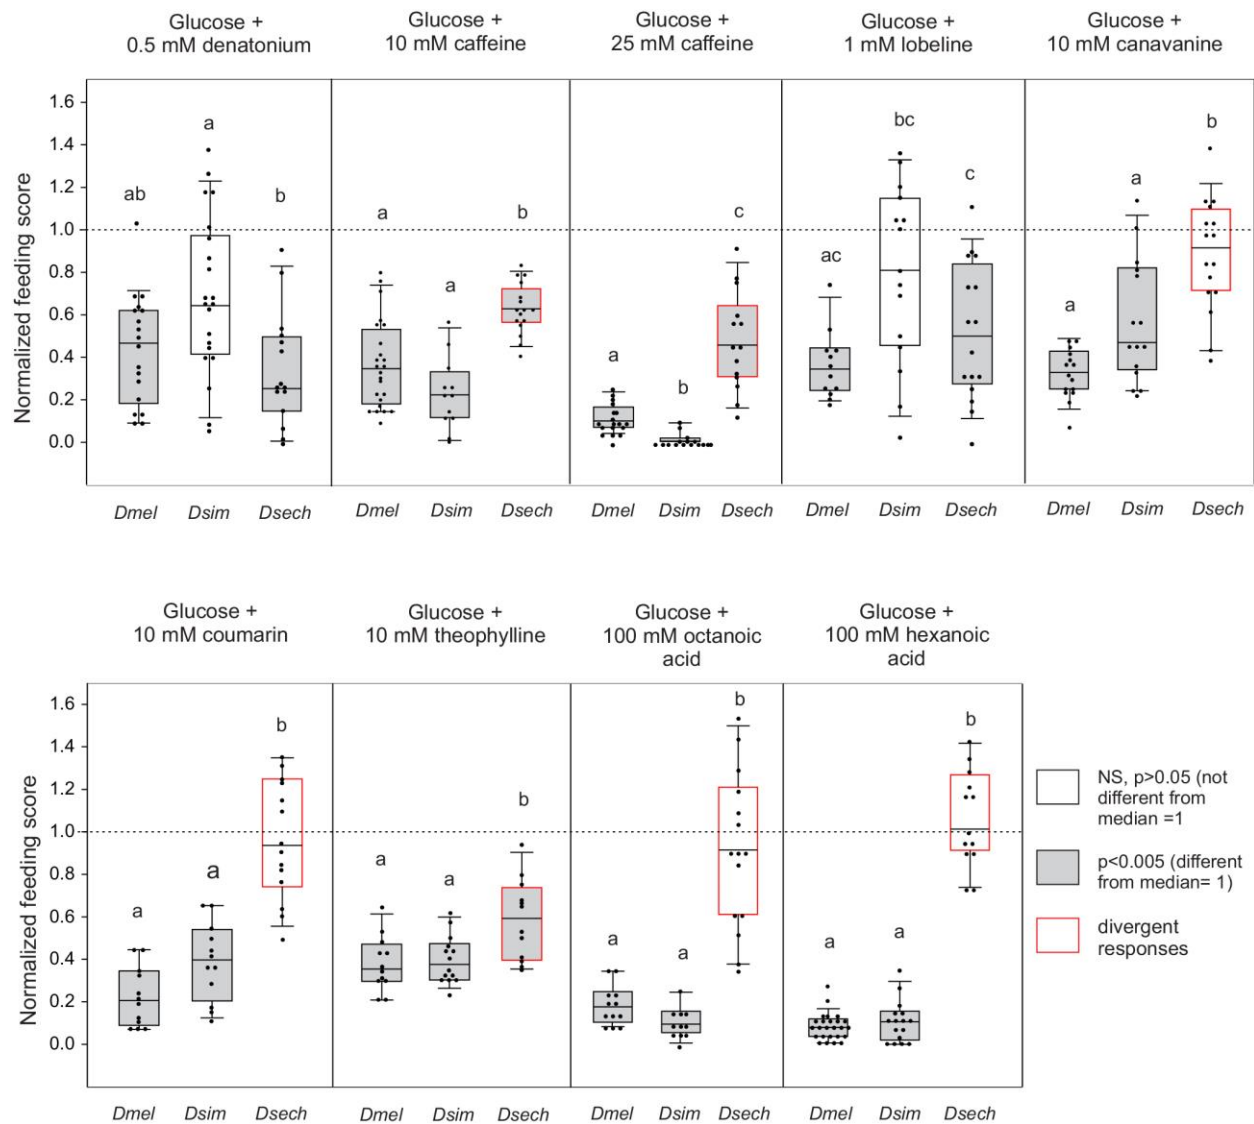 Glucose +
0.5 mM denatonium
Glucose +
10 mM caffeine
Glucose +
25 mM caffeine
Glucose +
1 mM lobeline
Glucose +
10 mM canavanine
Normalized feeding score
1.6
1.4
1.2
1.0
0.8
0.6
0.4
0.2
0.0
ab
a
b
a
a
b
a
b
c
ac
bc
c
a
a
b
Dmel Dsim Dsech
Dmel Dsim Dsech
Dmel Dsim Dsech
Dmel Dsim Dsech
Dmel Dsim Dsech
Glucose +
10 mM coumarin
Glucose +
10 mM theophylline
Glucose +
100 mM octanoic
acid
Glucose +
100 mM hexanoic
acid
Normalized feeding score
1.6
1.4
1.2
1.0
0.8
0.6
0.4
0.2
0.0
a
a
b
a
a
b
a
a
b
a
a
b
Dmel Dsim Dsech
Dmel Dsim Dsech
Dmel Dsim Dsech
Dmel Dsim Dsech
NS, p>0.05 (not
different from
median =1
p<0.005 (different
from median= 1)
divergent
responses